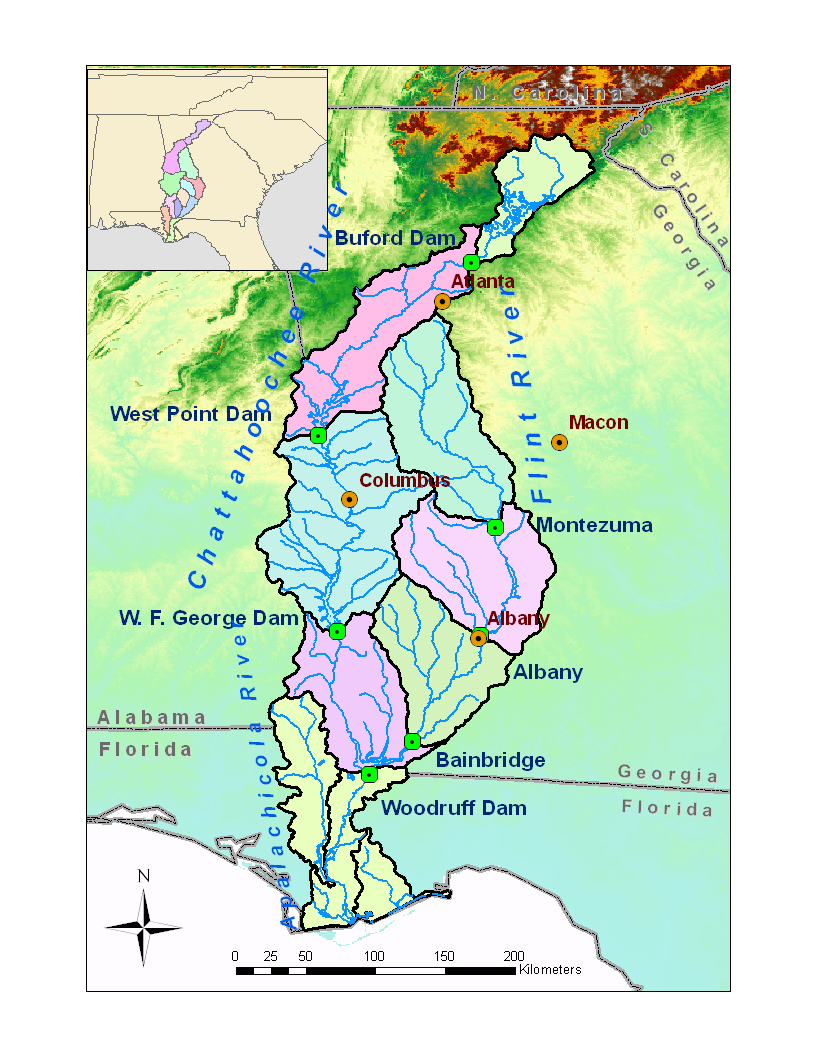 N. Carolina
S. Carolina
Georgia
Buford Dam
Atlanta
Chattahoochee River
Flint River
West Point Dam
Macon
Columbus
Montezuma
W. F. George Dam
Albany
Albany
Apalachicola River
Alabama
Florida
Bainbridge
Georgia
Florida
Woodruff Dam
N
0 25 50 100 150 200
Kilometers